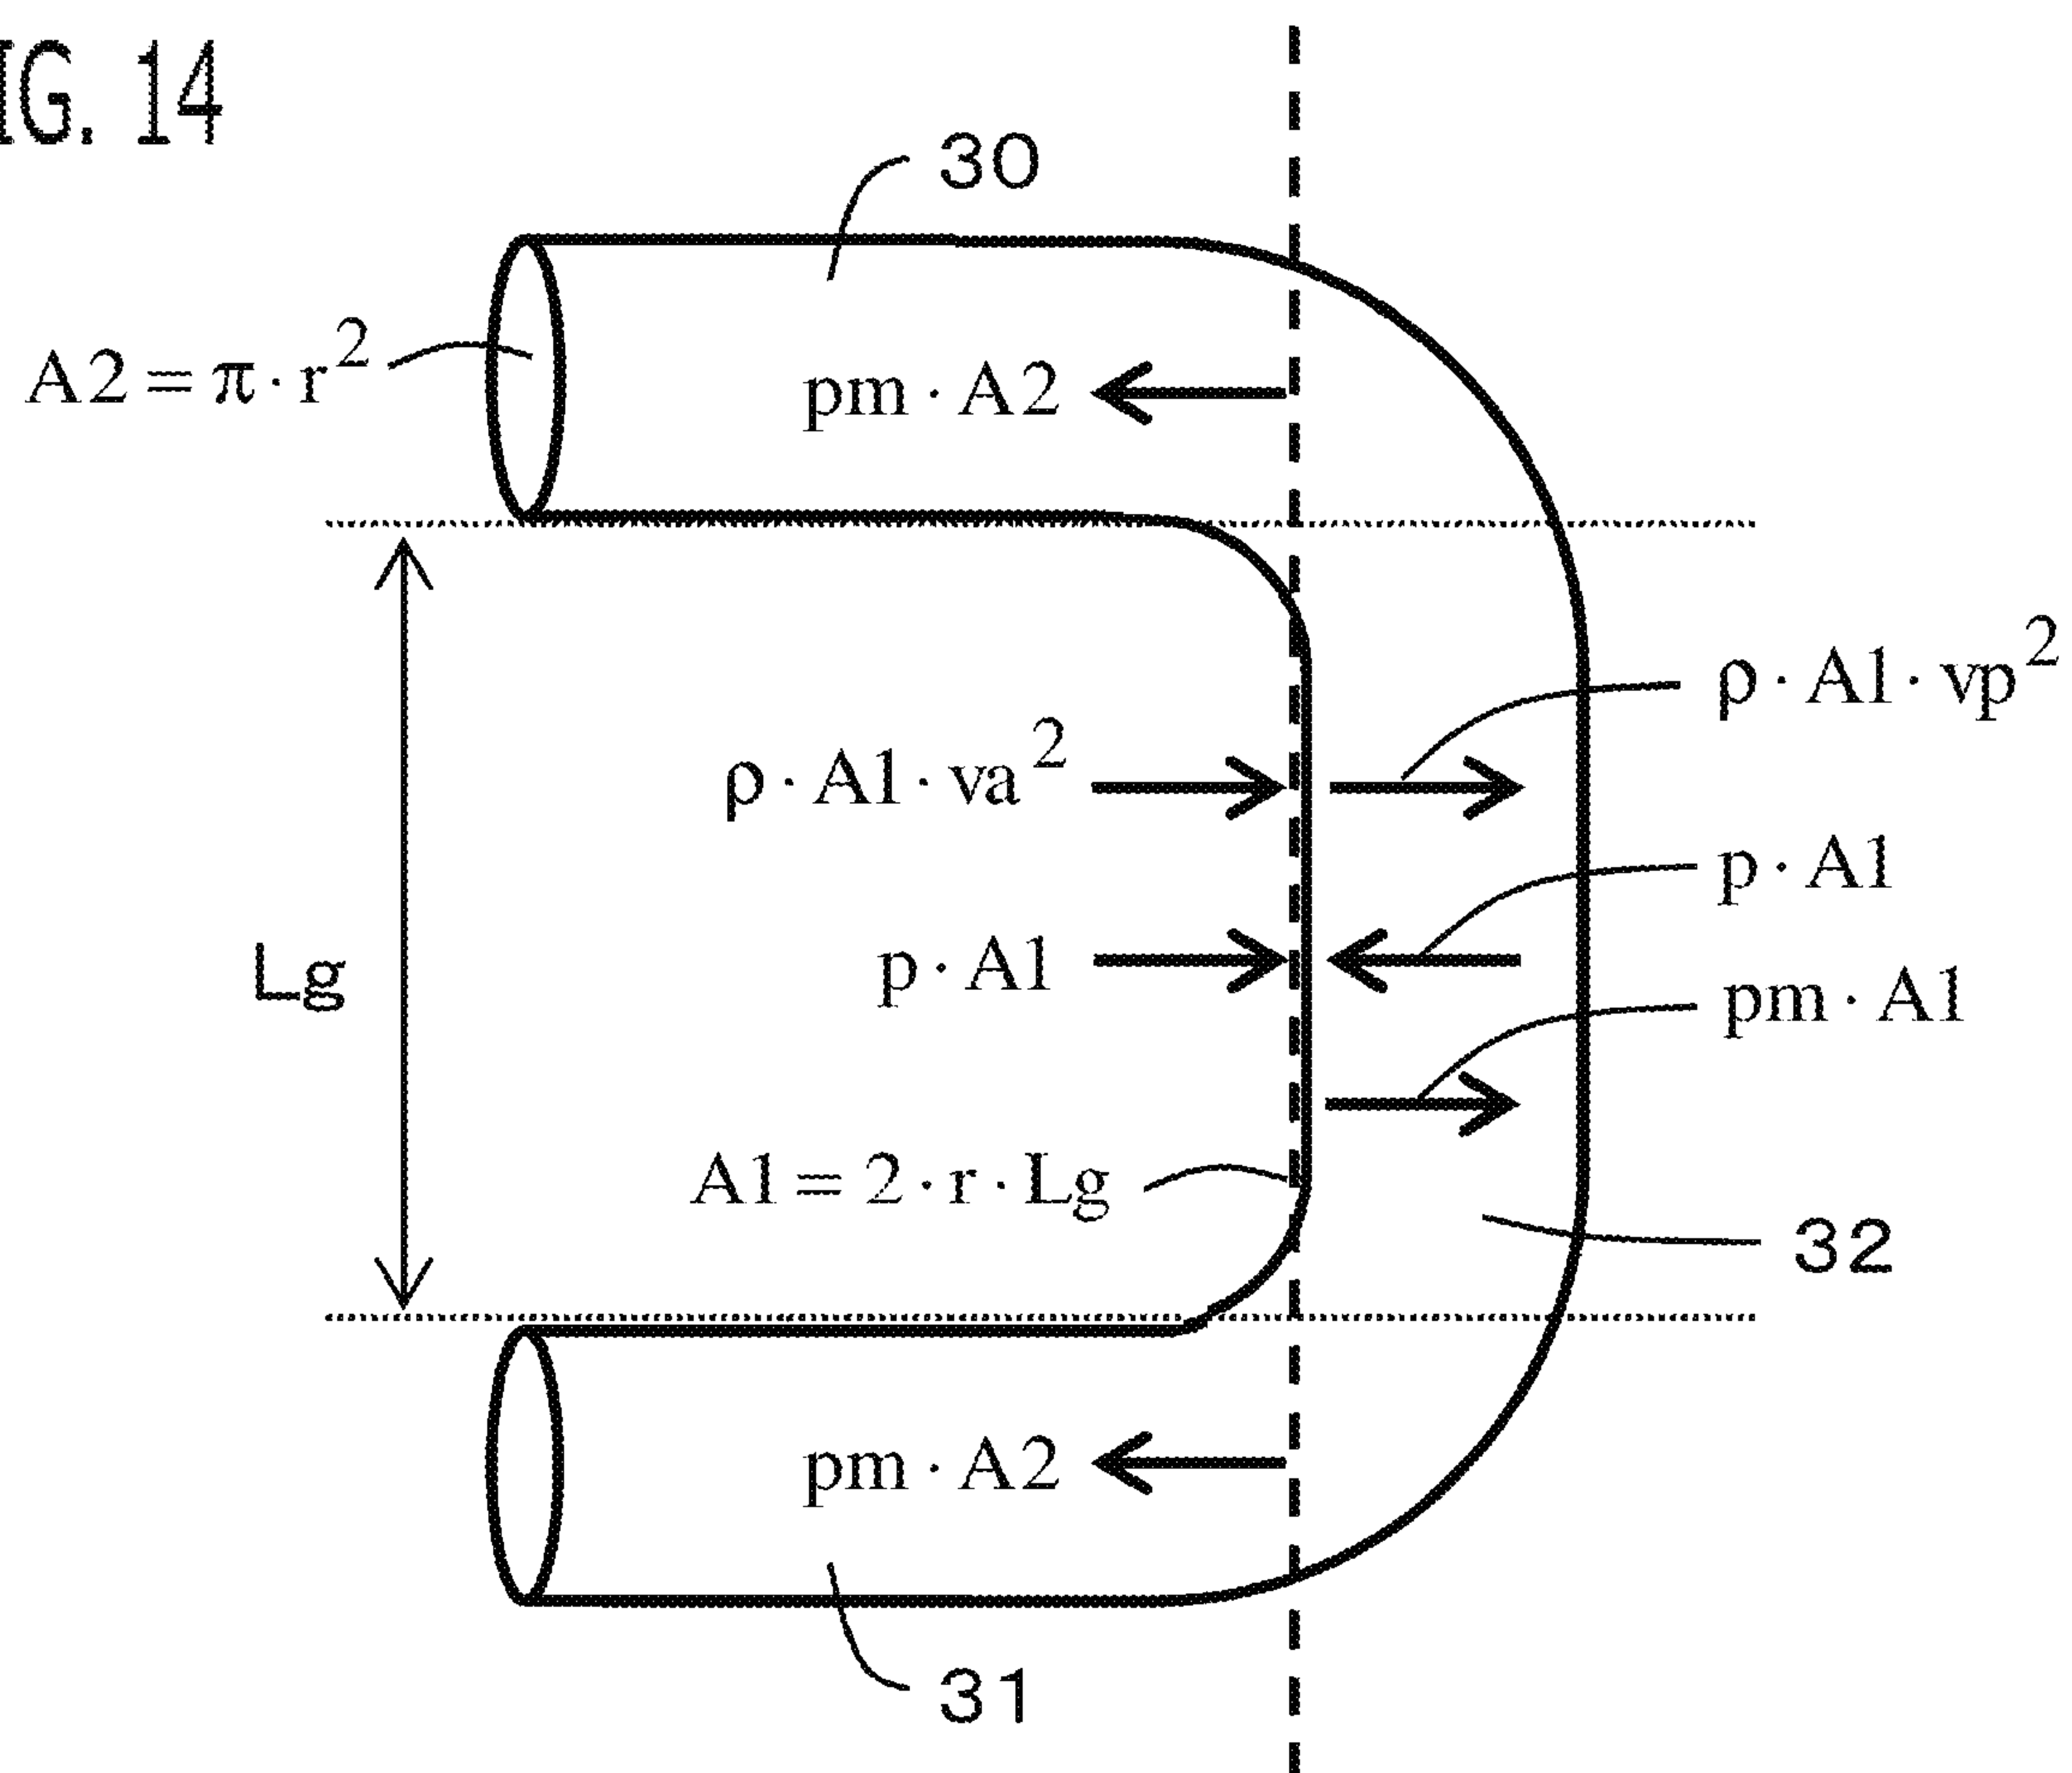 IG. 14
30
A2 = π · r²
pm · A2
ρ · A1 · vp²
ρ · A1 · va²
p · A1
Lg
p · A1
pm · A1
A1 = 2 · r · Lg
32
pm · A2
31